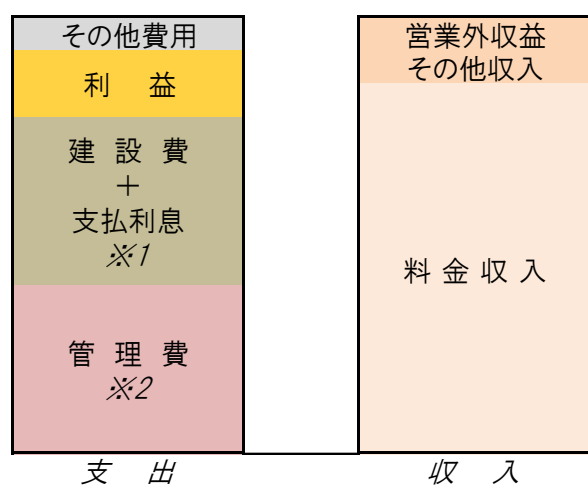 その他費用
利　益
建 設 費
＋
支払利息
※1
管 理 費
※2
支　出
営業外収益
その他収入
料 金 収 入
収　入